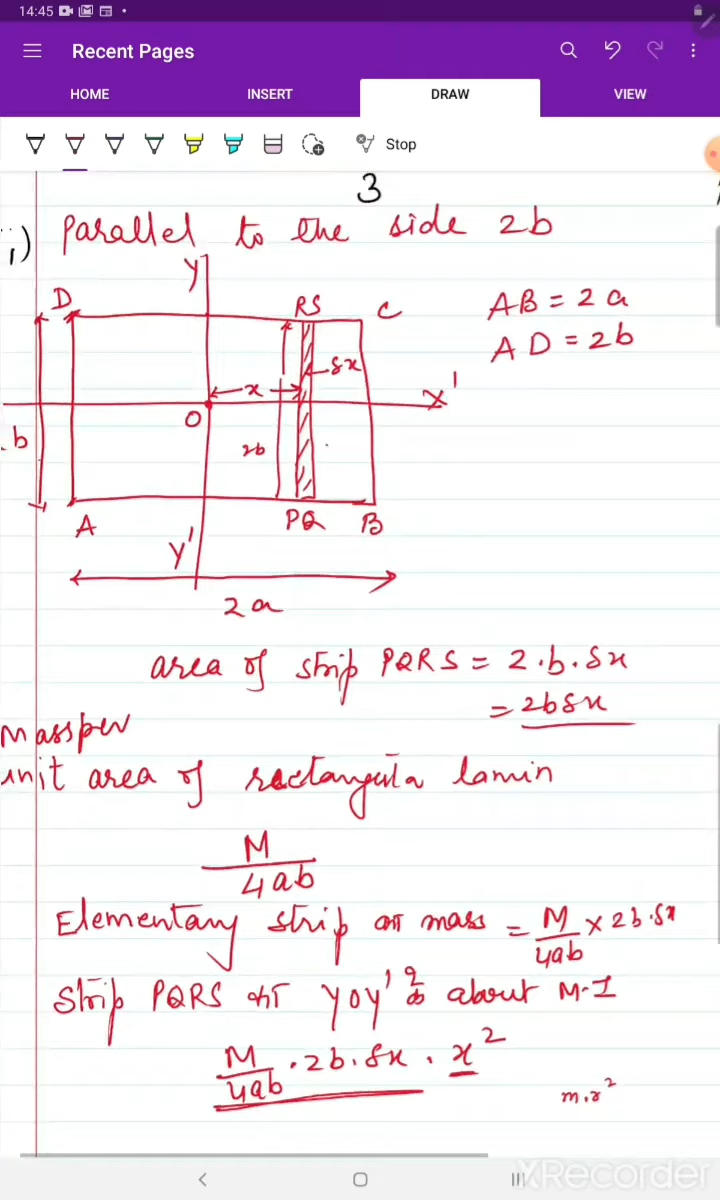 14:45
Recent Pages
HOME INSERT DRAW VIEW
Stop
3
parallel to the side 2b
Y
D RS C
AB = 2a
AD = 2b
δx
x
X'
O
b
2b
A PQ B
Y'
2a
area of strip PQRS = 2.b.δx
= 2bδx
Mass per
unit area of rectangula lamin
M
4ab
Elementary strip का mass = M/4ab × 2b.δx
strip PQRS का YOY' के about M.I
M/4ab . 2b. δx . x²
m.r²
XRecorder